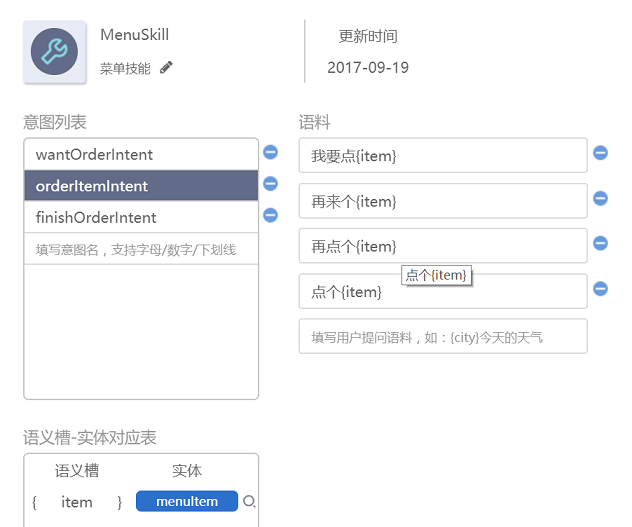 MenuSkill
菜单技能
更新时间
2017-09-19
意图列表
wantOrderIntent
orderItemIntent
finishOrderIntent
填写意图名，支持字母/数字/下划线
语料
我要点{item}
再来个{item}
再点个{item}
点个{item}
点个{item}
填写用户提问语料，如：{city}今天的天气
语义槽-实体对应表
语义槽 实体
{ item } menuItem